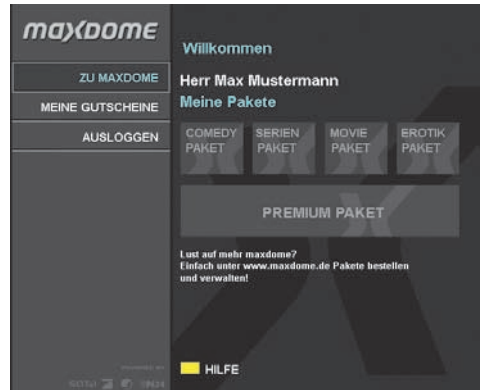 maxdome
ZU MAXDOME
MEINE GUTSCHEINE
AUSLOGGEN
Willkommen
Herr Max Mustermann
Meine Pakete
COMEDY PAKET
SERIEN PAKET
MOVIE PAKET
EROTIK PAKET
PREMIUM PAKET
Lust auf mehr maxdome?
Einfach unter www.maxdome.de Pakete bestellen
und verwalten!
HILFE